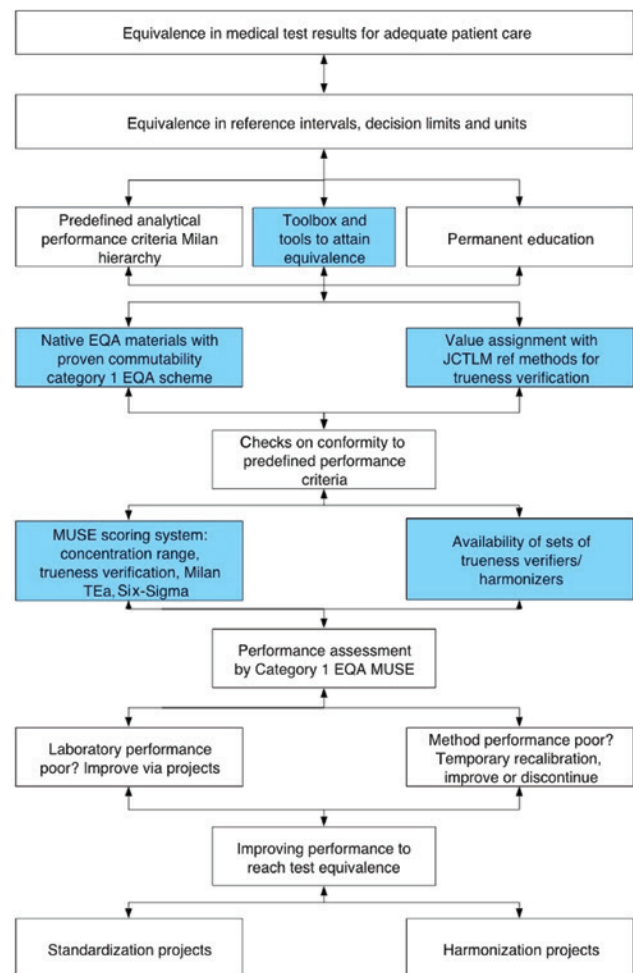 Equivalence in medical test results for adequate patient care
Equivalence in reference intervals, decision limits and units
Predefined analytical
performance criteria Milan
hierarchy
Toolbox and
tools to attain
equivalence
Permanent education
Native EQA materials with
proven commutability
category 1 EQA scheme
Value assignment with
JCTLM ref methods for
trueness verification
Checks on conformity to
predefined performance
criteria
MUSE scoring system:
concentration range,
trueness verification, Milan
TEa, Six-Sigma
Availability of sets of
trueness verifiers/
harmonizers
Performance assessment
by Category 1 EQA MUSE
Laboratory performance
poor? Improve via projects
Method performance poor?
Temporary recalibration,
improve or discontinue
Improving performance to
reach test equivalence
Standardization projects
Harmonization projects